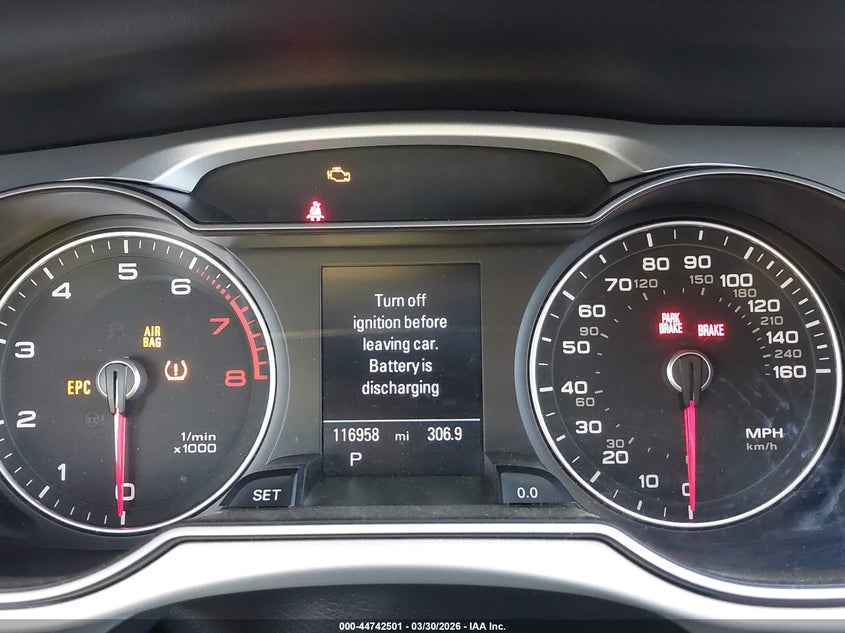 Turn off
ignition before
leaving car.
Battery is
discharging
116958 mi 306.9
P
SET
0.0
0
1
2
3
4
5
6
7
8
1/min
x1000
EPC
AIR
BAG
0
10
20
30
40
50
60
70
80
90
100
120
140
160
30
60
90
120
150
180
210
240
MPH
km/h
PARK
BRAKE
BRAKE
000-44742501 — 03/30/2026 — IAA Inc.